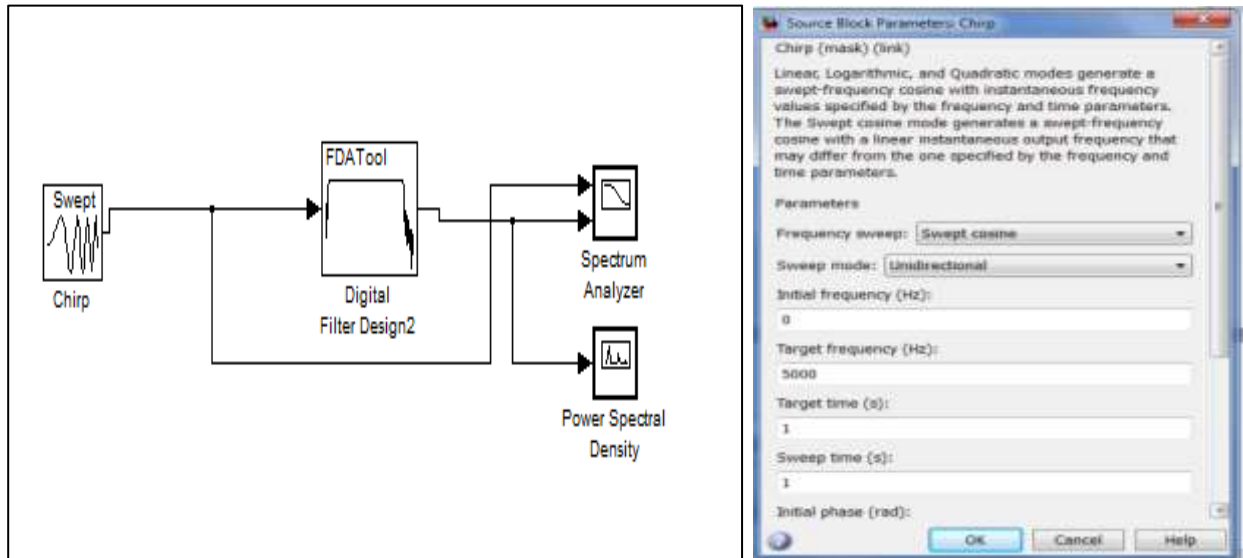 Swept
Chirp
FDATool
Digital
Filter Design2
Spectrum
Analyzer
Power Spectral
Density
Source Block Parameters: Chirp
Chirp (mask) (link)
Linear, Logarithmic, and Quadratic modes generate a
swept-frequency cosine with instantaneous frequency
values specified by the frequency and time parameters.
The Swept cosine mode generates a swept-frequency
cosine with a linear instantaneous output frequency that
may differ from the one specified by the frequency and
time parameters.
Parameters
Frequency sweep: Swept cosine
Sweep mode: Unidirectional
Initial frequency (Hz):
0
Target frequency (Hz):
5000
Target time (s):
1
Sweep time (s):
1
Initial phase (rad):
OK Cancel Help